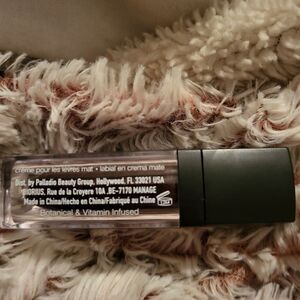 crème pour les lèvres mat • labial en crema mate
Dist. by Palladio Beauty Group, Hollywood, FL 33021 USA
BIORIUS, Rue de la Croyere 10A ,BE-7170 MANAGE
Made in China/Hecho en China/Fabriqué au Chine
Botanical & Vitamin Infused